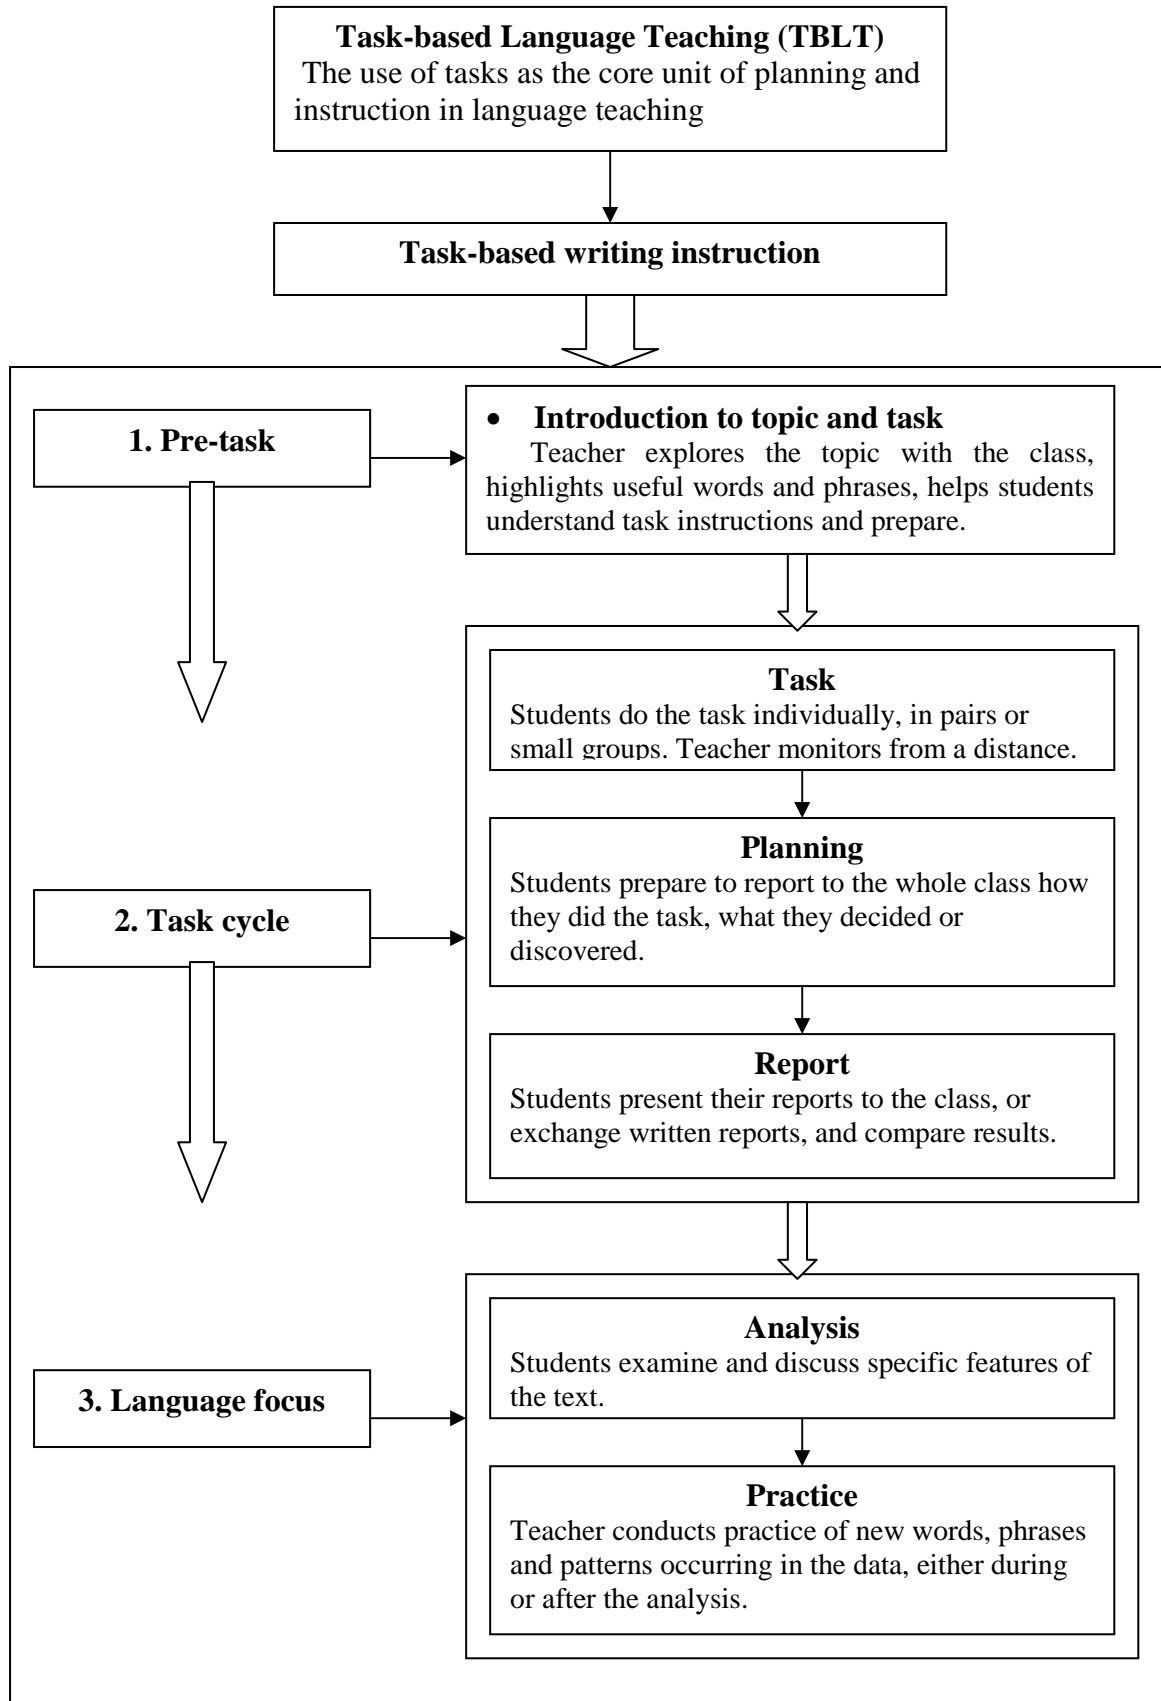 Task-based Language Teaching (TBLT)
The use of tasks as the core unit of planning and
instruction in language teaching
Task-based writing instruction
1. Pre-task
• Introduction to topic and task
Teacher explores the topic with the class,
highlights useful words and phrases, helps students
understand task instructions and prepare.
Task
Students do the task individually, in pairs or
small groups. Teacher monitors from a distance.
Planning
Students prepare to report to the whole class how
they did the task, what they decided or
discovered.
2. Task cycle
Report
Students present their reports to the class, or
exchange written reports, and compare results.
Analysis
Students examine and discuss specific features of
the text.
3. Language focus
Practice
Teacher conducts practice of new words, phrases
and patterns occurring in the data, either during
or after the analysis.